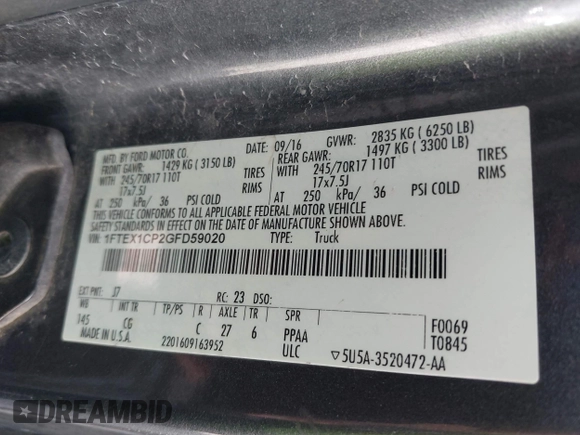 MFD. BY FORD MOTOR CO.
DATE: 09/16 GVWR: 2835 KG ( 6250 LB)
FRONT GAWR: 1429 KG ( 3150 LB) REAR GAWR: 1497 KG ( 3300 LB)
WITH 245/70R17 110T TIRES WITH 245/70R17 110T TIRES
17x7.5J RIMS 17x7.5J RIMS
AT 250 kPa/ 36 PSI COLD AT 250 kPa/ 36 PSI COLD
THIS VEHICLE CONFORMS TO ALL APPLICABLE FEDERAL MOTOR VEHICLE
SAFETY STANDARDS IN EFFECT ON THE DATE OF MANUFACTURE SHOWN ABOVE.
VIN: 1FTEX1CP2GFD59020 TYPE: Truck
EXT PNT: J7 RC: 23 DSO:
WB INT TR TP/PS R AXLE TR SPR
145 CG C 27 6 PPAA F0069
MADE IN U.S.A. 2201609163952 ULC T0845
▽5U5A-3520472-AA
DREAMBID